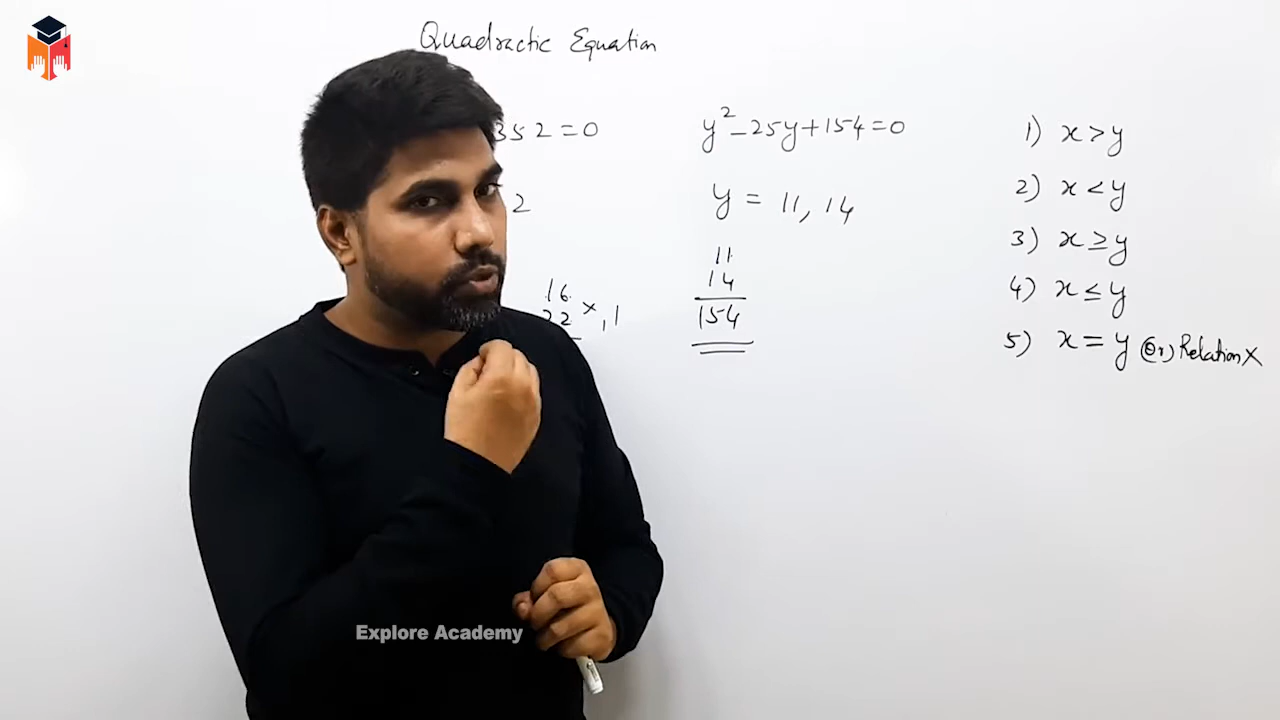 Quadractic Equation
352=0
y²-25y+154=0
2
y = 11, 14
16
22 × , 1
11
14
154
1) x>y
2) x<y
3) x≥y
4) x≤y
5) x=y (or) Relation X
Explore Academy